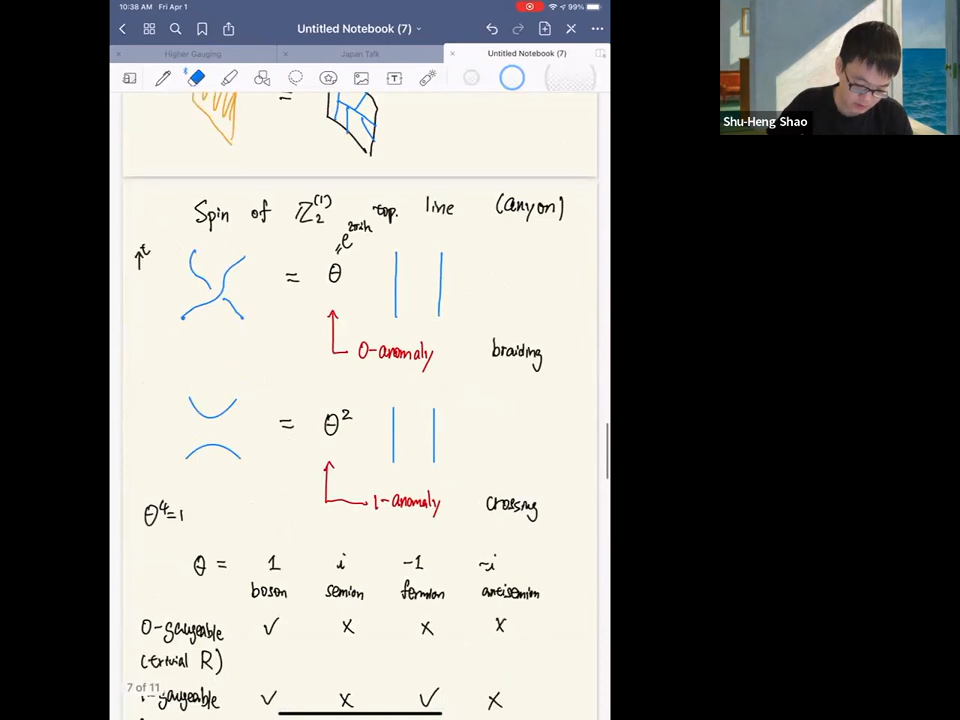 10:38 AM Fri Apr 1
99%
Untitled Notebook (7)
Higher Gauging
Japan Talk
Untitled Notebook (7)
Shu-Heng Shao
=
Spin of ℤ₂⁽¹⁾ top. line (anyon)
= e^{2πih}
↑t
= θ
0-anomaly braiding
= θ²
1-anomaly crossing
θ⁴=1
θ = 1 i -1 -i
boson semion fermion antisemion
0-gaugeable ✓ x x x
(trivial R)
7 of 11
1-gaugeable ✓ x ✓ x